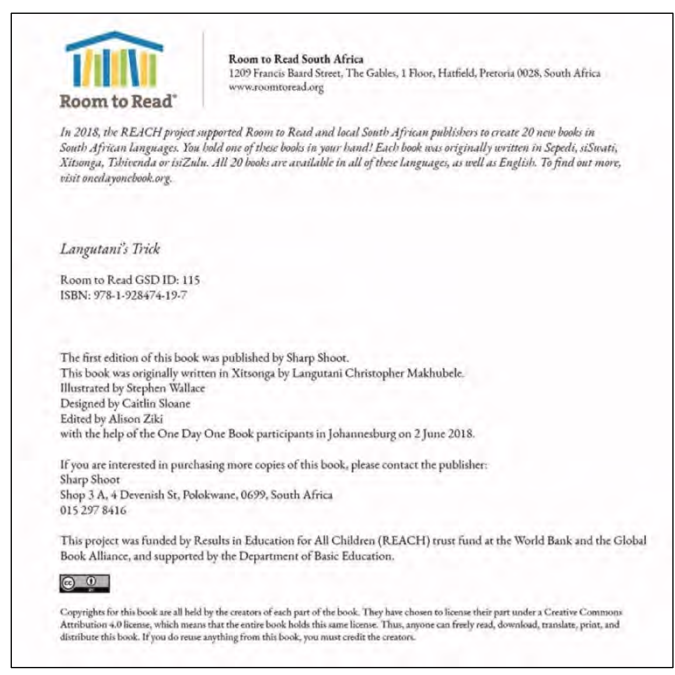 Room to Read®
Room to Read South Africa
1209 Francis Baard Street, The Gables, 1 Floor, Hatfield, Pretoria 0028, South Africa
www.roomtoread.org
In 2018, the REACH project supported Room to Read and local South African publishers to create 20 new books in
South African languages. You hold one of these books in your hand! Each book was originally written in Sepedi, siSwati,
Xitsonga, Tshivenda or isiZulu. All 20 books are available in all of these languages, as well as English. To find out more,
visit onedayonebook.org.
Langutani's Trick
Room to Read GSD ID: 115
ISBN: 978-1-928474-19-7
The first edition of this book was published by Sharp Shoot.
This book was originally written in Xitsonga by Langutani Christopher Makhubele.
Illustrated by Stephen Wallace
Designed by Caitlin Sloane
Edited by Alison Ziki
with the help of the One Day One Book participants in Johannesburg on 2 June 2018.
If you are interested in purchasing more copies of this book, please contact the publisher:
Sharp Shoot
Shop 3 A, 4 Devenish St, Polokwane, 0699, South Africa
015 297 8416
This project was funded by Results in Education for All Children (REACH) trust fund at the World Bank and the Global
Book Alliance, and supported by the Department of Basic Education.
cc
BY
Copyrights for this book are all held by the creators of each part of the book. They have chosen to license their part under a Creative Commons
Attribution 4.0 license, which means that the entire book holds this same license. Thus, anyone can freely read, download, translate, print, and
distribute this book. If you do reuse anything from this book, you must credit the creators.